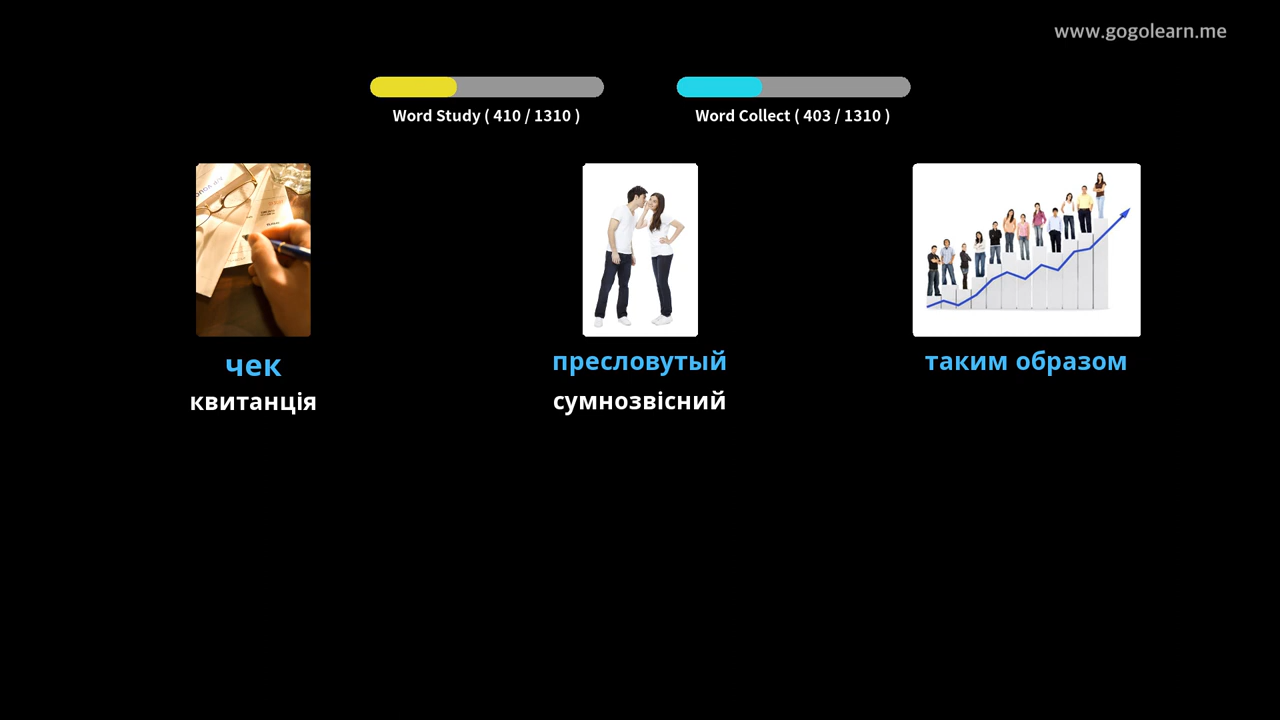 www.gogolearn.me
Word Study ( 410 / 1310 )
Word Collect ( 403 / 1310 )
чек
пресловутый
таким образом
квитанція
сумнозвісний